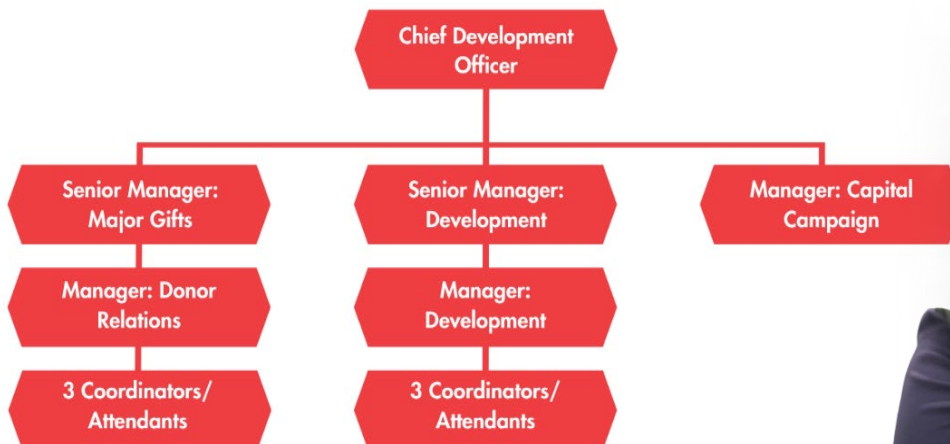 Chief Development
Officer
Senior Manager:
Major Gifts
Senior Manager:
Development
Manager: Capital
Campaign
Manager: Donor
Relations
Manager:
Development
3 Coordinators/
Attendants
3 Coordinators/
Attendants